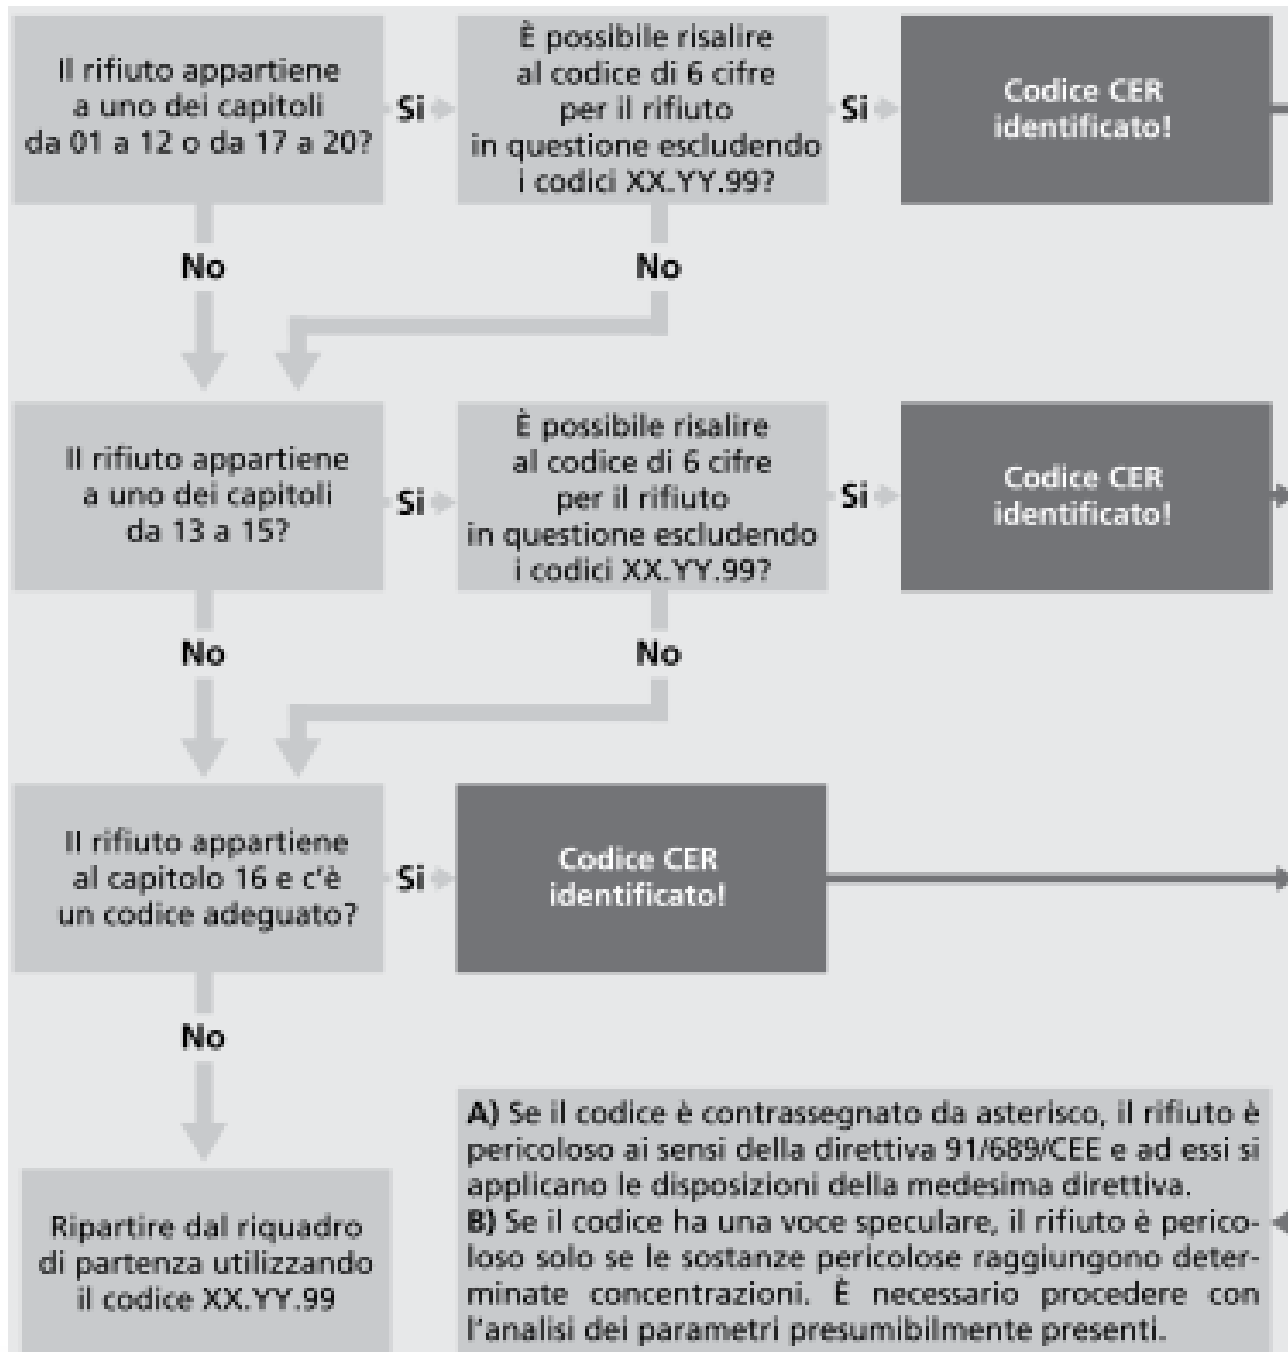 Il rifiuto appartiene
a uno dei capitoli
da 01 a 12 o da 17 a 20?
Si
È possibile risalire
al codice di 6 cifre
per il rifiuto
in questione escludendo
i codici XX.YY.99?
Si
Codice CER
identificato!
No
No
Il rifiuto appartiene
a uno dei capitoli
da 13 a 15?
Si
È possibile risalire
al codice di 6 cifre
per il rifiuto
in questione escludendo
i codici XX.YY.99?
Si
Codice CER
identificato!
No
No
Il rifiuto appartiene
al capitolo 16 e c'è
un codice adeguato?
Si
Codice CER
identificato!
No
Ripartire dal riquadro
di partenza utilizzando
il codice XX.YY.99
A) Se il codice è contrassegnato da asterisco, il rifiuto è
pericoloso ai sensi della direttiva 91/689/CEE e ad essi si
applicano le disposizioni della medesima direttiva.
B) Se il codice ha una voce speculare, il rifiuto è perico-
loso solo se le sostanze pericolose raggiungono deter-
minate concentrazioni. È necessario procedere con
l'analisi dei parametri presumibilmente presenti.